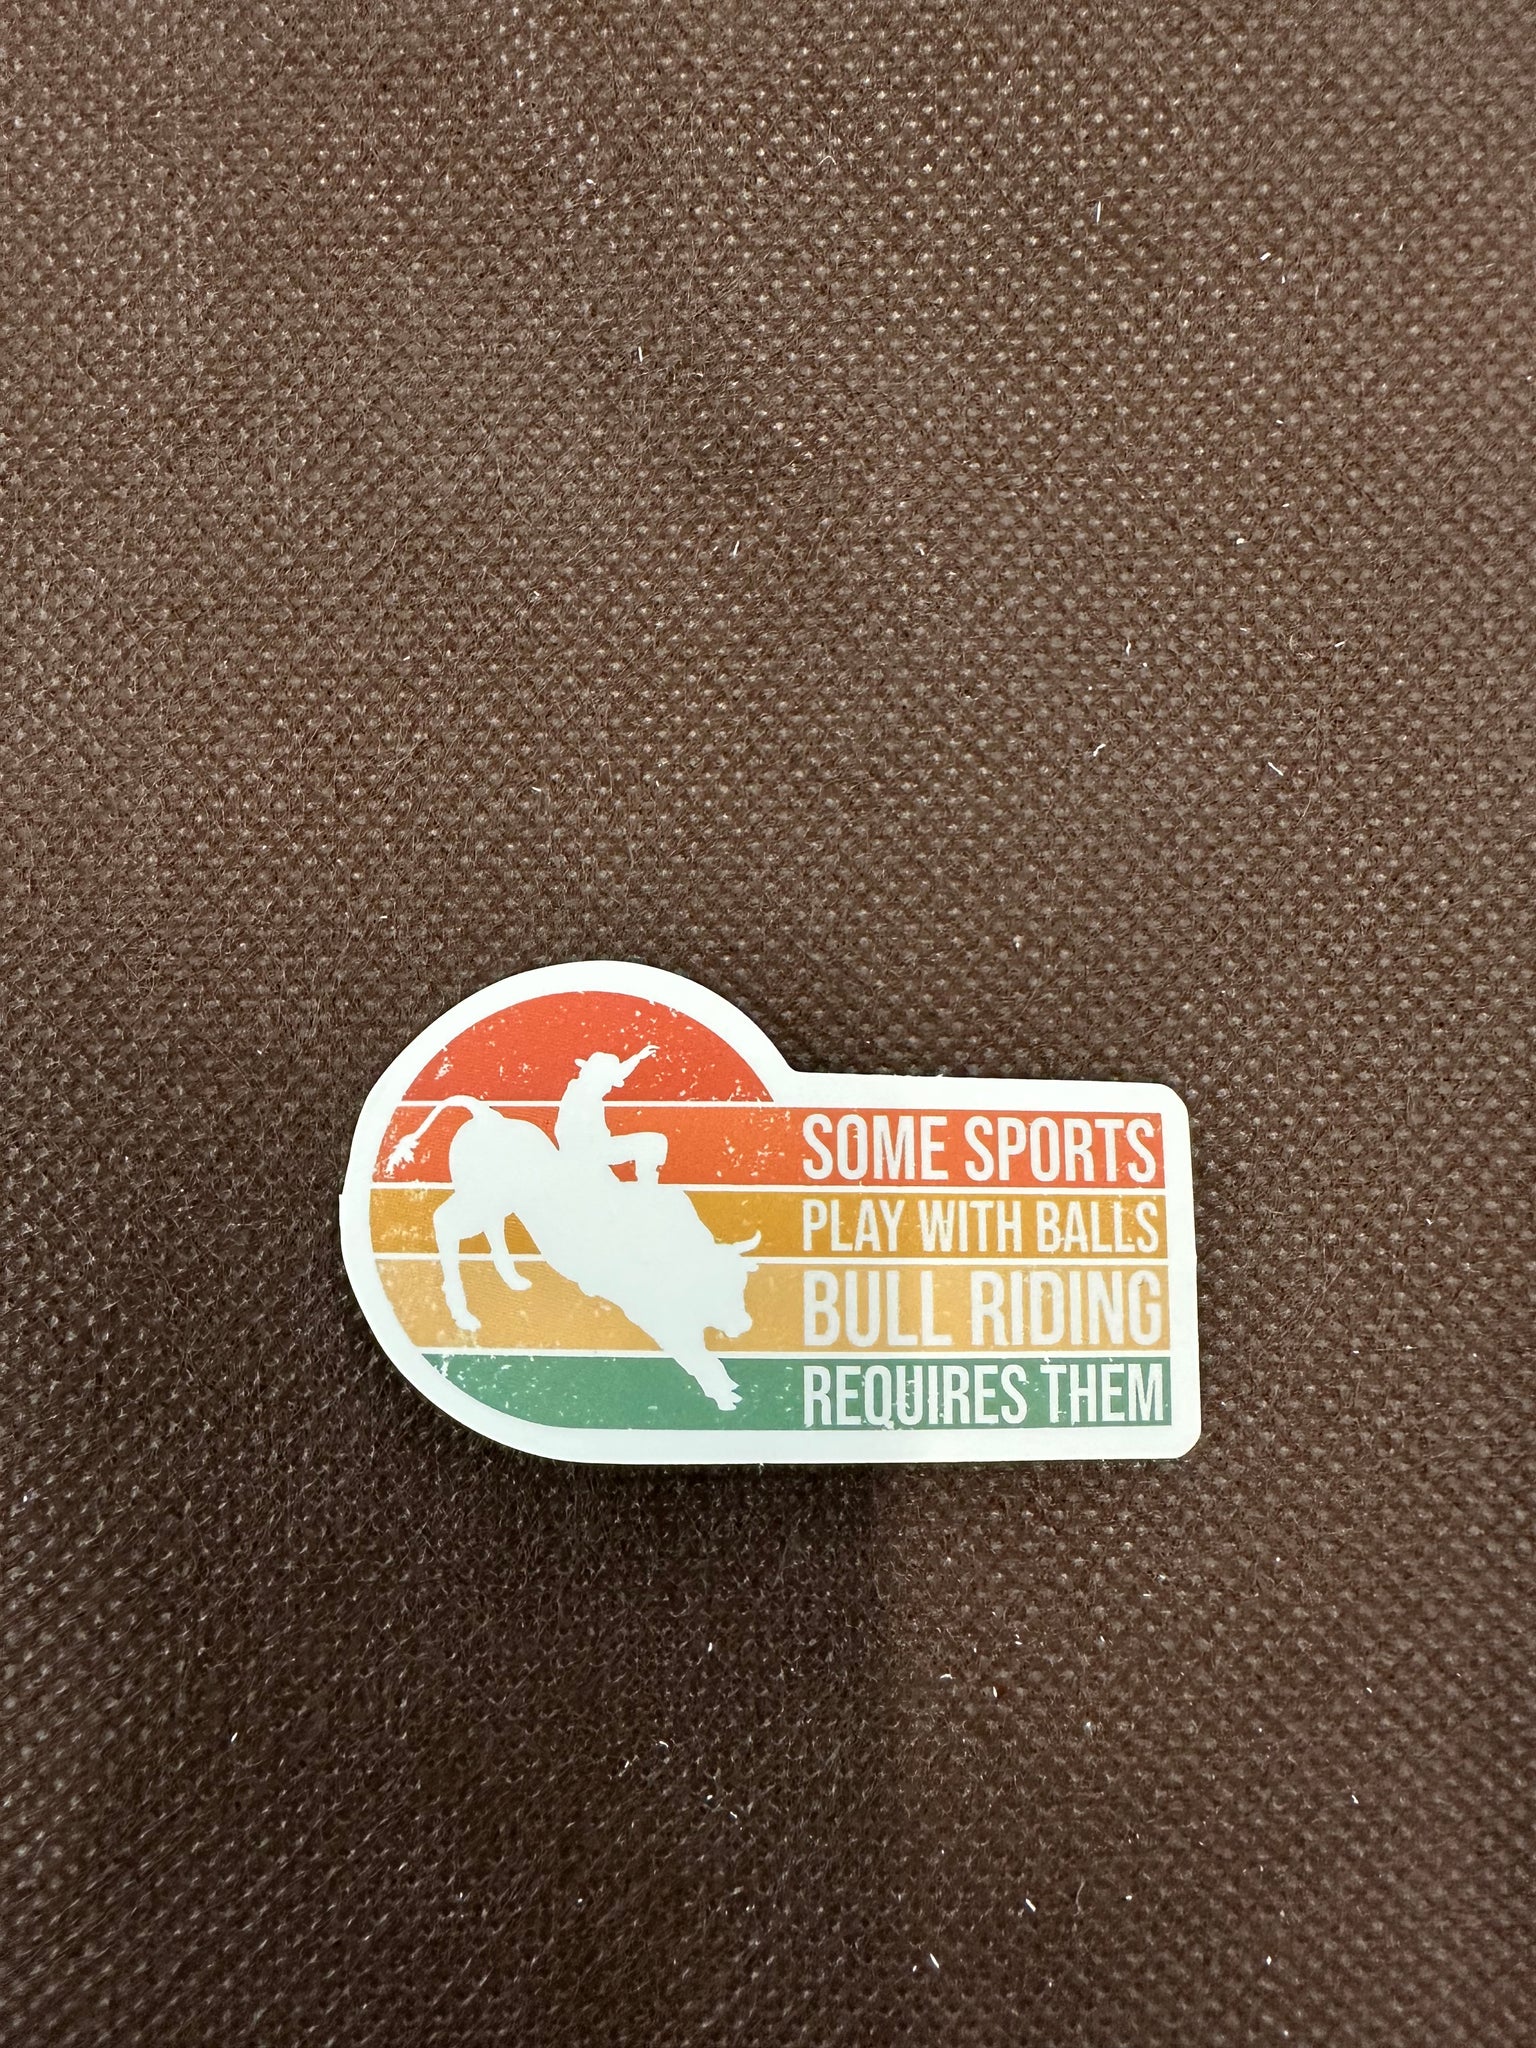 SOME SPORTS
PLAY WITH BALLS
BULL RIDING
REQUIRES THEM